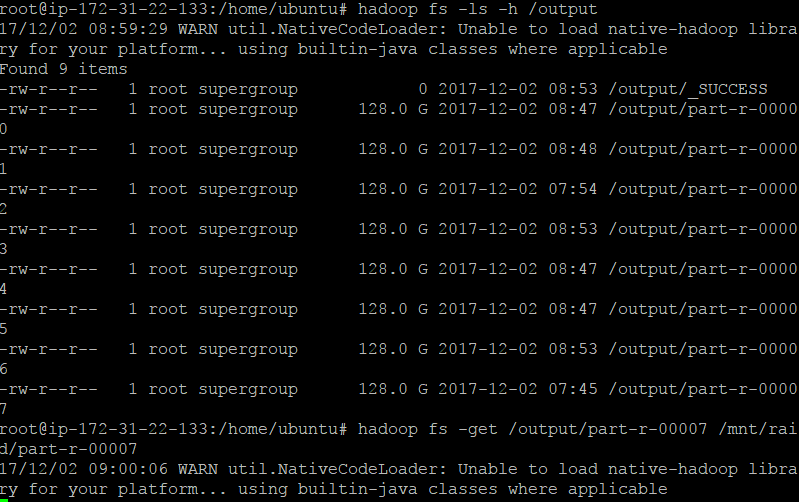 root@ip-172-31-22-133:/home/ubuntu# hadoop fs -ls -h /output
17/12/02 08:59:29 WARN util.NativeCodeLoader: Unable to load native-hadoop libra
ry for your platform... using builtin-java classes where applicable
Found 9 items
-rw-r--r--   1 root supergroup          0 2017-12-02 08:53 /output/_SUCCESS
-rw-r--r--   1 root supergroup    128.0 G 2017-12-02 08:47 /output/part-r-0000
0
-rw-r--r--   1 root supergroup    128.0 G 2017-12-02 08:48 /output/part-r-0000
1
-rw-r--r--   1 root supergroup    128.0 G 2017-12-02 07:54 /output/part-r-0000
2
-rw-r--r--   1 root supergroup    128.0 G 2017-12-02 08:53 /output/part-r-0000
3
-rw-r--r--   1 root supergroup    128.0 G 2017-12-02 08:47 /output/part-r-0000
4
-rw-r--r--   1 root supergroup    128.0 G 2017-12-02 08:47 /output/part-r-0000
5
-rw-r--r--   1 root supergroup    128.0 G 2017-12-02 08:53 /output/part-r-0000
6
-rw-r--r--   1 root supergroup    128.0 G 2017-12-02 07:45 /output/part-r-0000
7
root@ip-172-31-22-133:/home/ubuntu# hadoop fs -get /output/part-r-00007 /mnt/rai
d/part-r-00007
17/12/02 09:00:06 WARN util.NativeCodeLoader: Unable to load native-hadoop libra
ry for your platform... using builtin-java classes where applicable